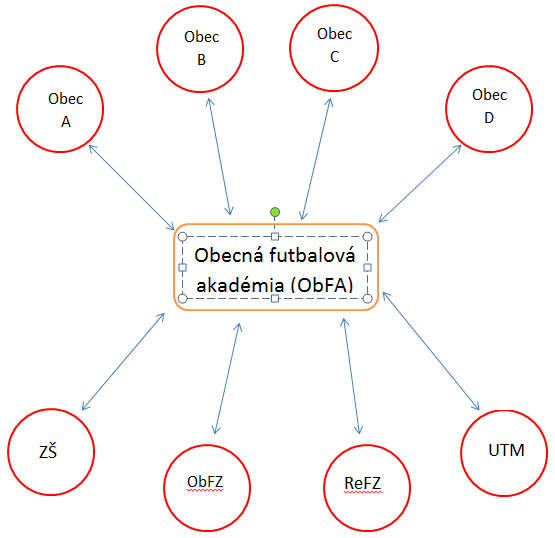 Obec
A
Obec
B
Obec
C
Obec
D
Obecná futbalová
akadémia (ObFA)
ZŠ
ObFZ
ReFZ
UTM